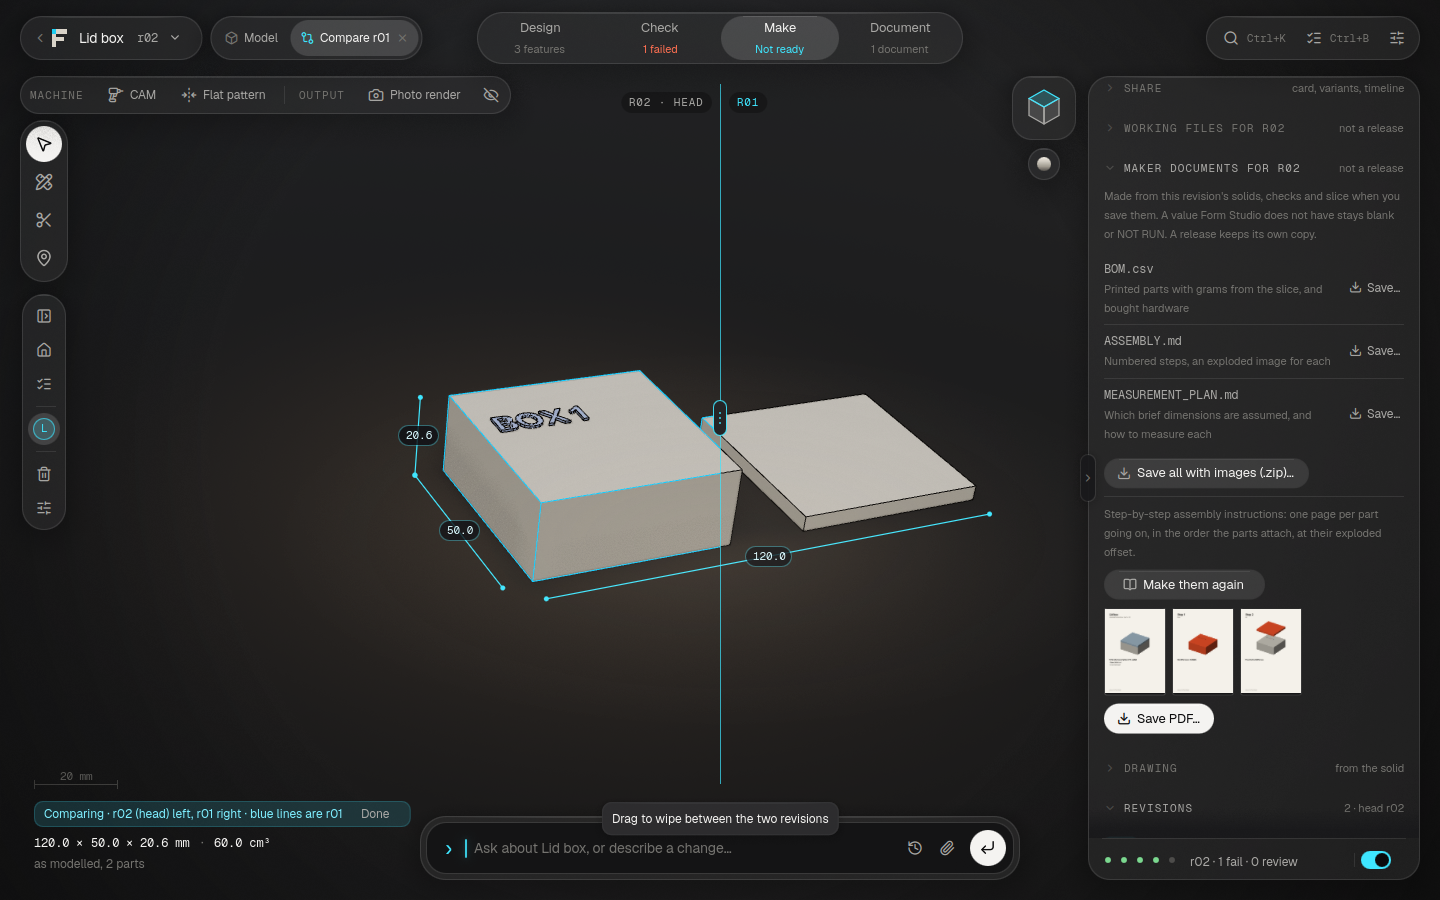 Lid box r02
Model
Compare r01
Design
3 features
Check
1 failed
Make
Not ready
Document
1 document
Ctrl+K
Ctrl+B
MACHINE
CAM
Flat pattern
OUTPUT
Photo render
R02 · HEAD
R01
L
BOX 1
20.6
50.0
120.0
20 mm
Comparing · r02 (head) left, r01 right · blue lines are r01
Done
120.0 × 50.0 × 20.6 mm · 60.0 cm³
as modelled, 2 parts
Drag to wipe between the two revisions
Ask about Lid box, or describe a change…
SHARE
card, variants, timeline
WORKING FILES FOR R02
not a release
MAKER DOCUMENTS FOR R02
not a release
Made from this revision's solids, checks and slice when you
save them. A value Form Studio does not have stays blank
or NOT RUN. A release keeps its own copy.
BOM.csv
Printed parts with grams from the slice, and
bought hardware
Save…
ASSEMBLY.md
Numbered steps, an exploded image for each
Save…
MEASUREMENT_PLAN.md
Which brief dimensions are assumed, and
how to measure each
Save…
Save all with images (.zip)…
Step-by-step assembly instructions: one page per part
going on, in the order the parts attach, at their exploded
offset.
Make them again
Save PDF…
DRAWING
from the solid
REVISIONS
2 · head r02
r02 · 1 fail · 0 review